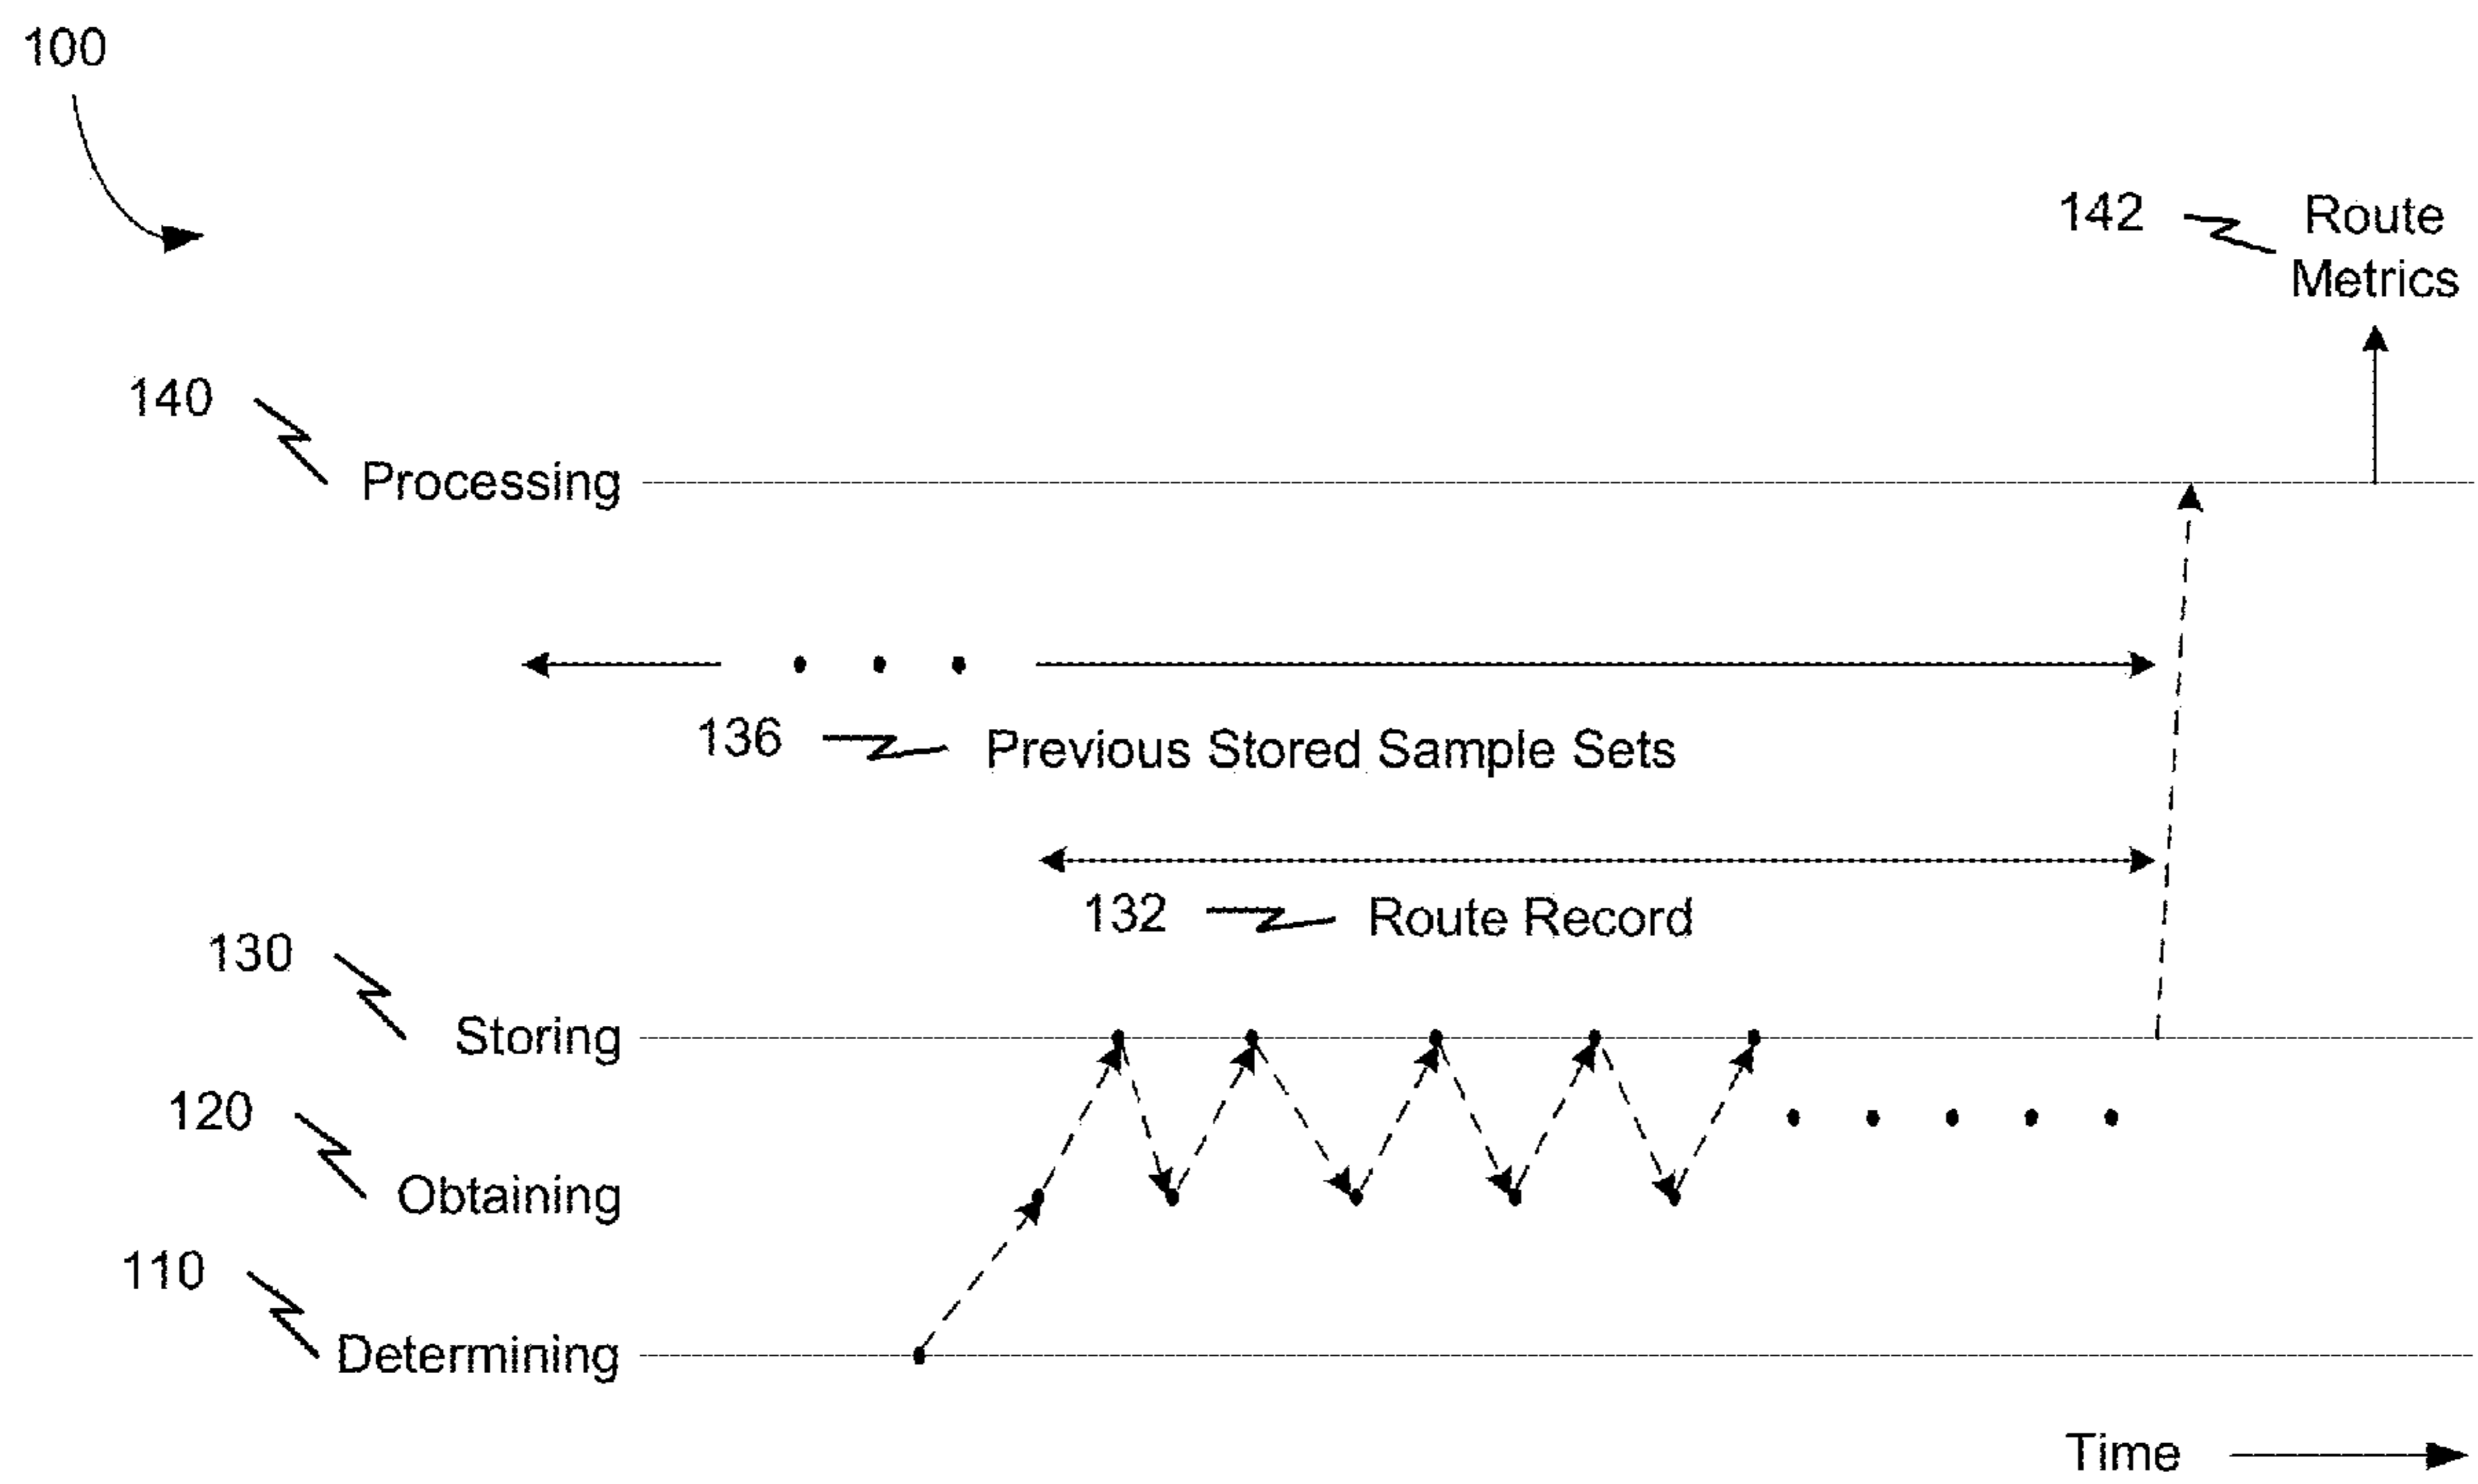 100
142 Route
Metrics
140
Processing
136 Previous Stored Sample Sets
132 Route Record
130
Storing
120
Obtaining
110
Determining
Time